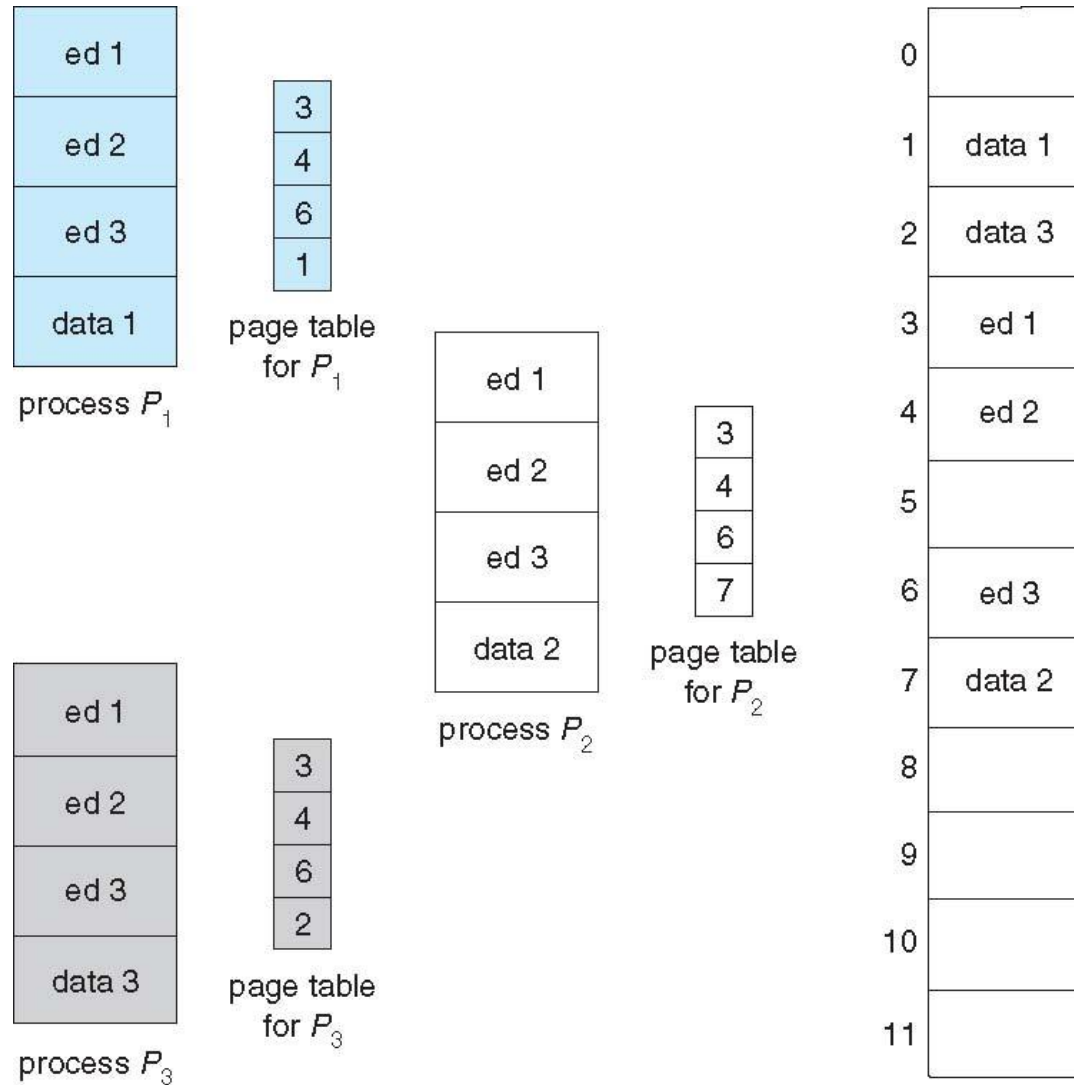 ed 1
ed 2
ed 3
data 1
process P1
3
4
6
1
page table
for P1
ed 1
ed 2
ed 3
data 2
process P2
3
4
6
7
page table
for P2
ed 1
ed 2
ed 3
data 3
process P3
3
4
6
2
page table
for P3
0
1 data 1
2 data 3
3 ed 1
4 ed 2
5
6 ed 3
7 data 2
8
9
10
11